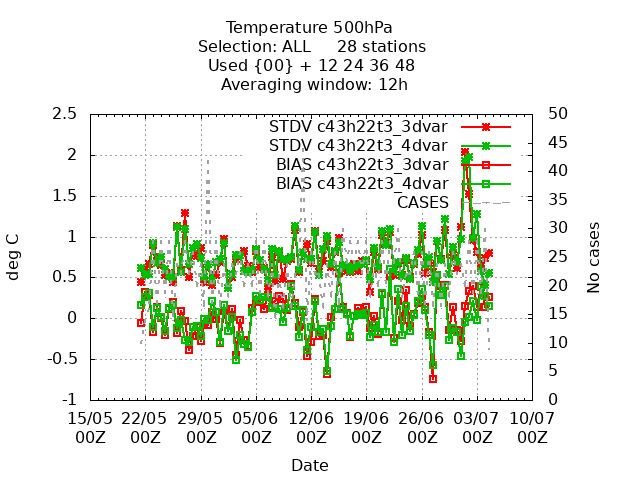 Temperature 500hPa
Selection: ALL 28 stations
Used {00} + 12 24 36 48
Averaging window: 12h
STDV c43h22t3_3dvar
STDV c43h22t3_4dvar
BIAS c43h22t3_3dvar
BIAS c43h22t3_4dvar
CASES
2.5
2
1.5
1
0.5
0
-0.5
-1
deg C
50
45
40
35
30
25
20
15
10
5
0
No cases
15/05 22/05 29/05 05/06 12/06 19/06 26/06 03/07 10/07
00Z 00Z 00Z 00Z 00Z 00Z 00Z 00Z 00Z
Date